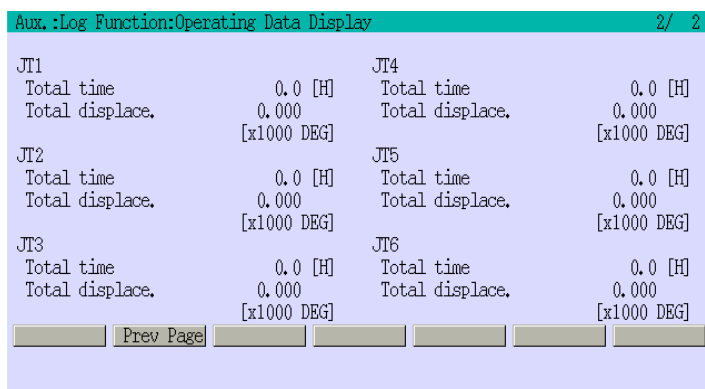 Aux.:Log Function:Operating Data Display 2/ 2
JT1 JT4
Total time 0.0 [H] Total time 0.0 [H]
Total displace. 0.000 Total displace. 0.000
[x1000 DEG] [x1000 DEG]
JT2 JT5
Total time 0.0 [H] Total time 0.0 [H]
Total displace. 0.000 Total displace. 0.000
[x1000 DEG] [x1000 DEG]
JT3 JT6
Total time 0.0 [H] Total time 0.0 [H]
Total displace. 0.000 Total displace. 0.000
[x1000 DEG] [x1000 DEG]
Prev Page